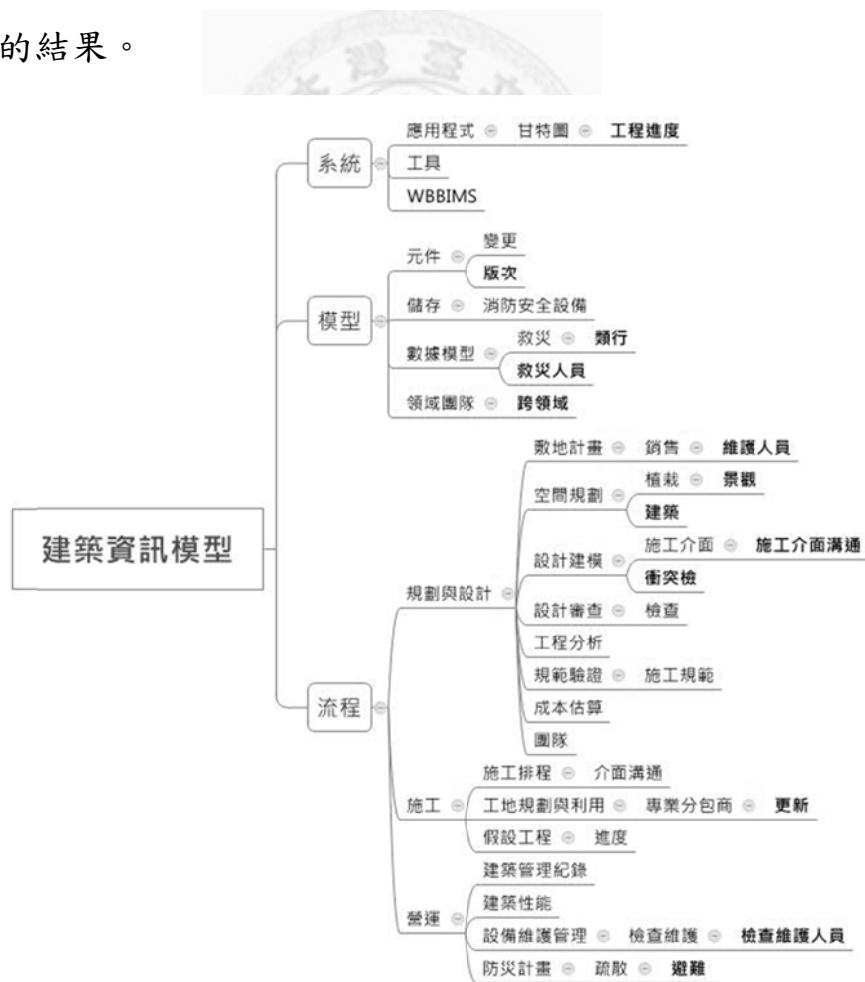 的結果。
灣臺
應用程式 甘特圖 工程進度
系統
工具
WBBIMS
變更
元件
版次
儲存 消防安全設備
模型
救災 類行
數據模型
救災人員
領域團隊 跨領域
敷地計畫 銷售 維護人員
植栽 景觀
空間規劃
建築
建築資訊模型
施工介面 施工介面溝通
設計建模
衝突檢
規劃與設計
設計審查 檢查
工程分析
規範驗證 施工規範
流程
成本估算
團隊
施工排程 介面溝通
施工
工地規劃與利用 專業分包商 更新
假設工程 進度
建築管理紀錄
建築性能
營運
設備維護管理 檢查維護 檢查維護人員
防災計畫 疏散 避難